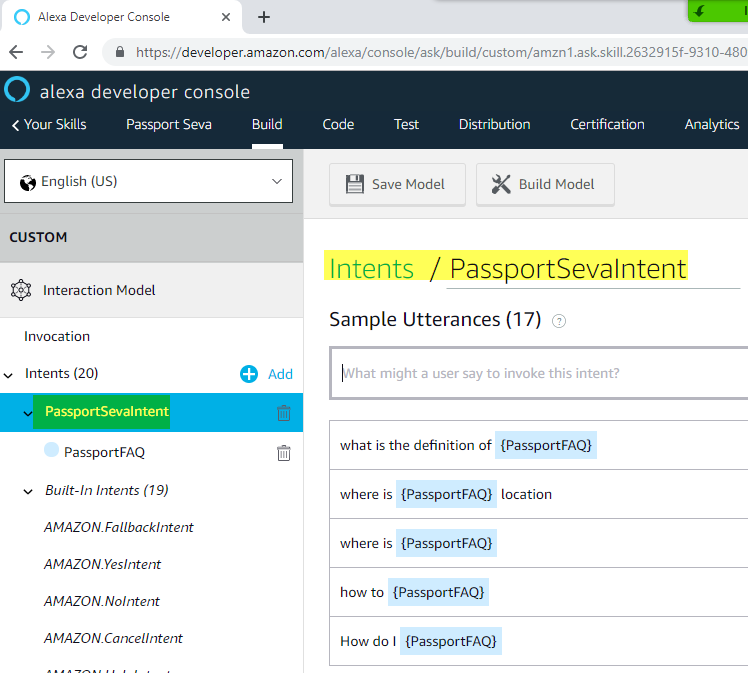 Alexa Developer Console
https://developer.amazon.com/alexa/console/ask/build/custom/amzn1.ask.skill.2632915f-9310-480
alexa developer console
Your Skills Passport Seva Build Code Test Distribution Certification Analytics
English (US)
Save Model Build Model
CUSTOM
Interaction Model
Intents / PassportSevaIntent
Invocation
Sample Utterances (17) ?
Intents (20) Add
What might a user say to invoke this intent?
PassportSevaIntent
PassportFAQ
what is the definition of {PassportFAQ}
Built-In Intents (19)
where is {PassportFAQ} location
AMAZON.FallbackIntent
where is {PassportFAQ}
AMAZON.YesIntent
how to {PassportFAQ}
AMAZON.NoIntent
AMAZON.CancelIntent
How do I {PassportFAQ}